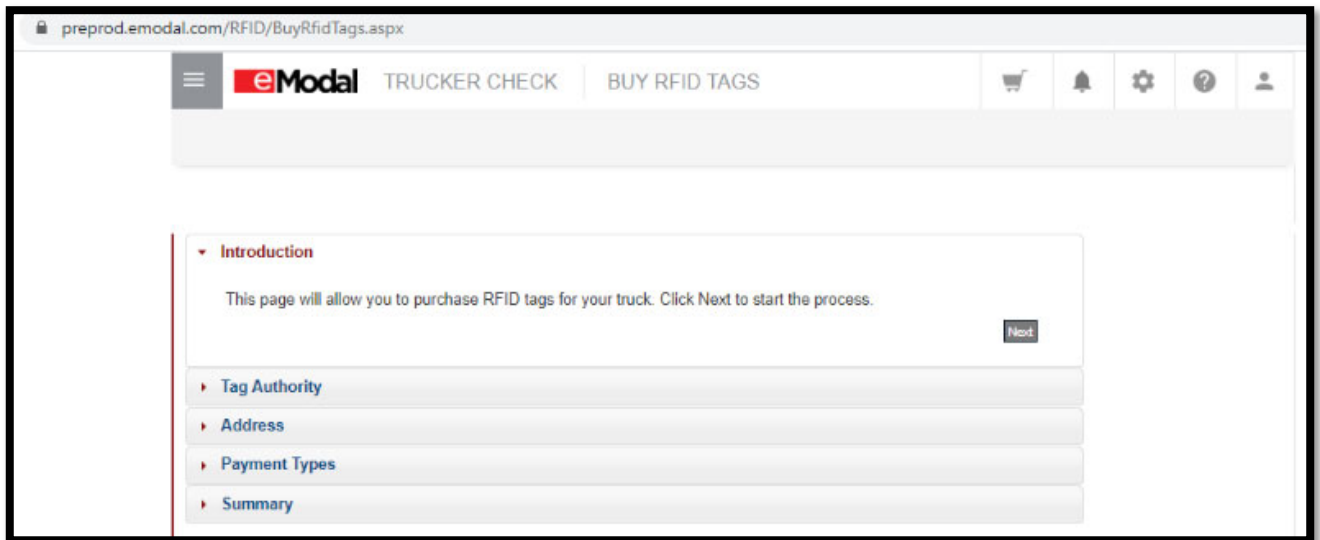 preprod.emodal.com/RFID/BuyRfidTags.aspx
eModal TRUCKER CHECK BUY RFID TAGS
Introduction
This page will allow you to purchase RFID tags for your truck. Click Next to start the process.
Next
Tag Authority
Address
Payment Types
Summary